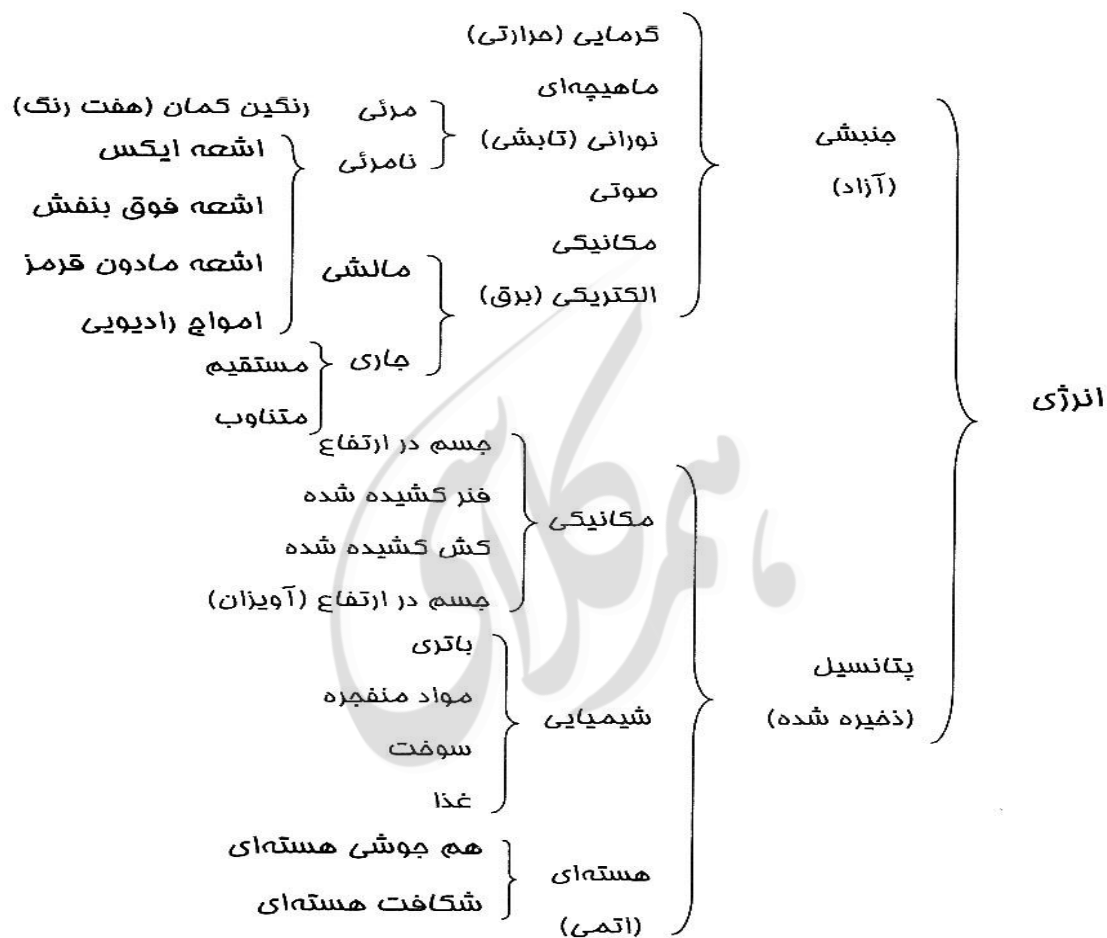 انرژی
جنبشی
(آزاد)
گرمایی (حرارتی)
ماهیچه‌ای
نورانی (تابشی)
مرئی
رنگین کمان (هفت رنگ)
نامرئی
اشعه ایکس
اشعه فوق بنفش
اشعه مادون قرمز
امواج رادیویی
صوتی
مکانیکی
الکتریکی (برق)
مالشی
جاری
مستقیم
متناوب
پتانسیل
(ذخیره شده)
مکانیکی
جسم در ارتفاع
فنر کشیده شده
کش کشیده شده
جسم در ارتفاع (آویزان)
شیمیایی
باتری
مواد منفجره
سوخت
غذا
هسته‌ای
(اتمی)
هم جوشی هسته‌ای
شکافت هسته‌ای
ما همکلاسی